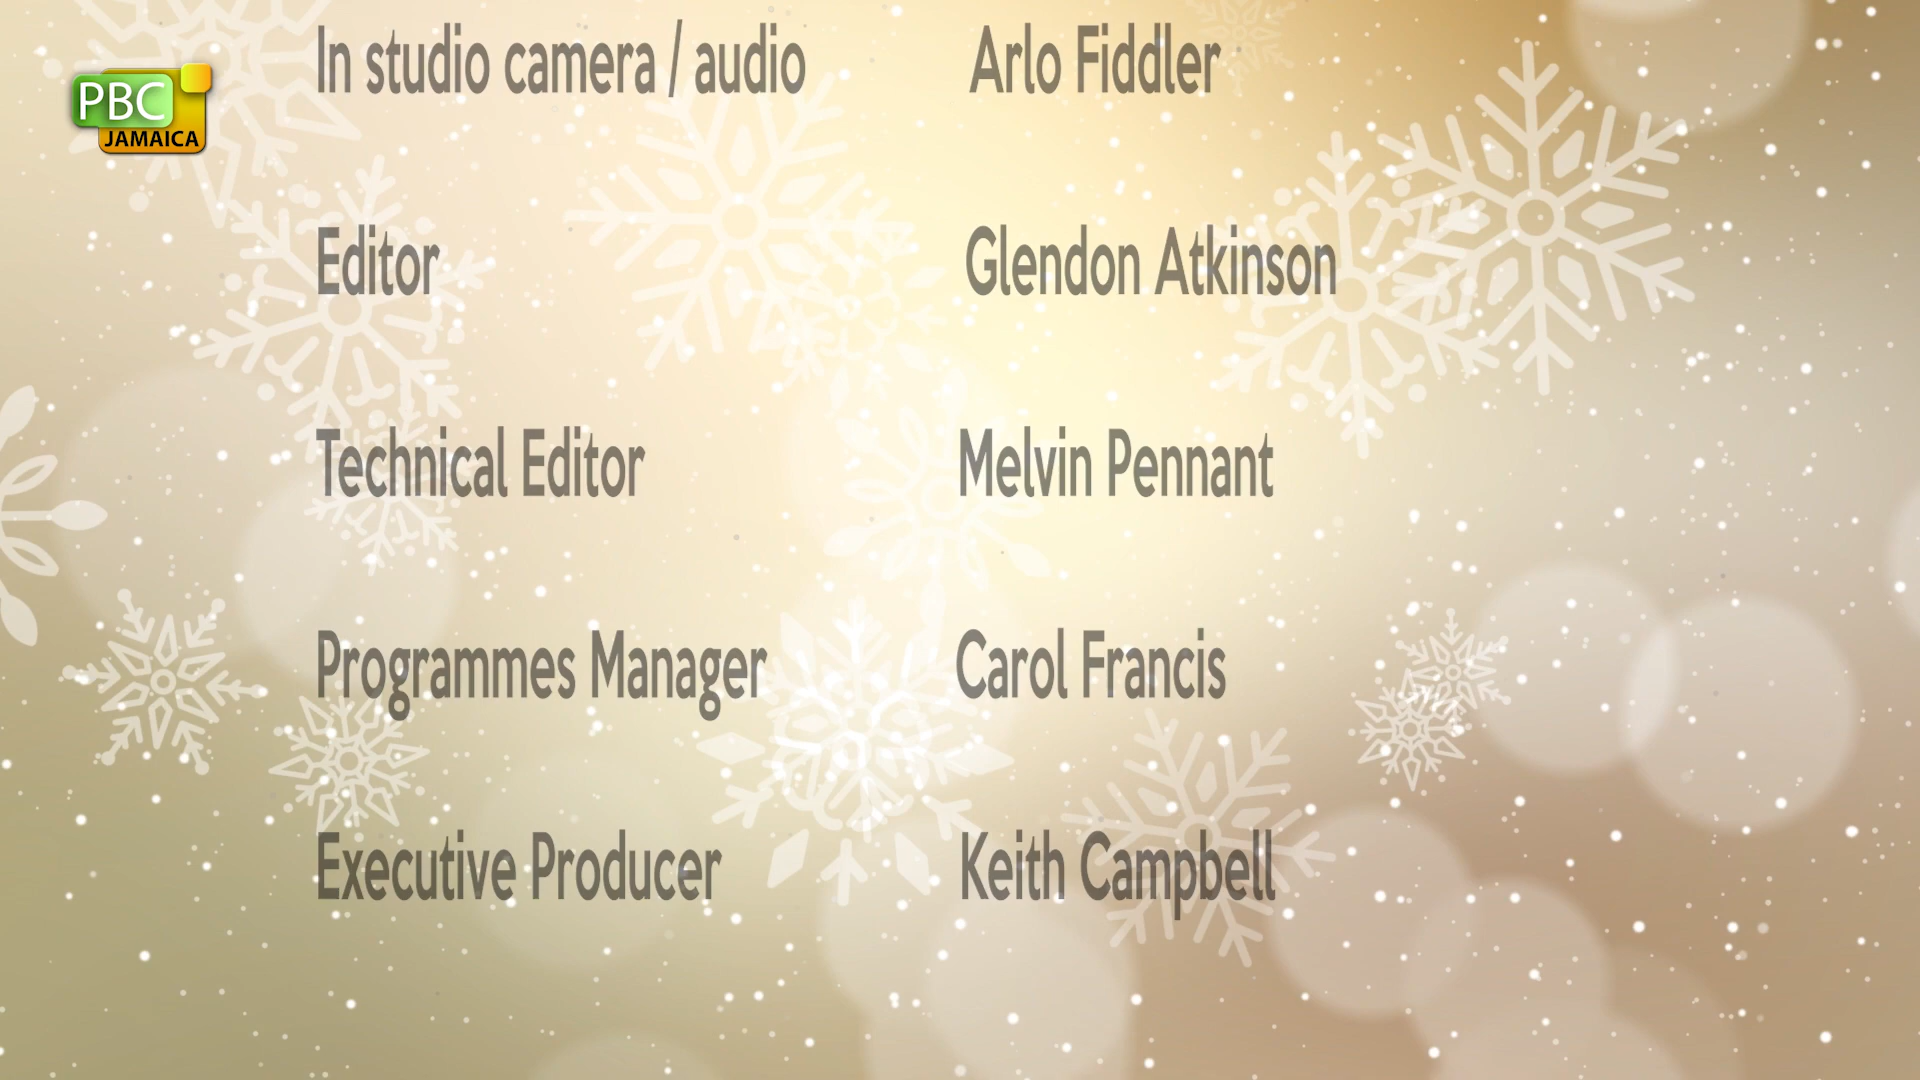 In studio camera / audio Arlo Fiddler
PBC
JAMAICA
Editor Glendon Atkinson
Technical Editor Melvin Pennant
Programmes Manager Carol Francis
Executive Producer Keith Campbell